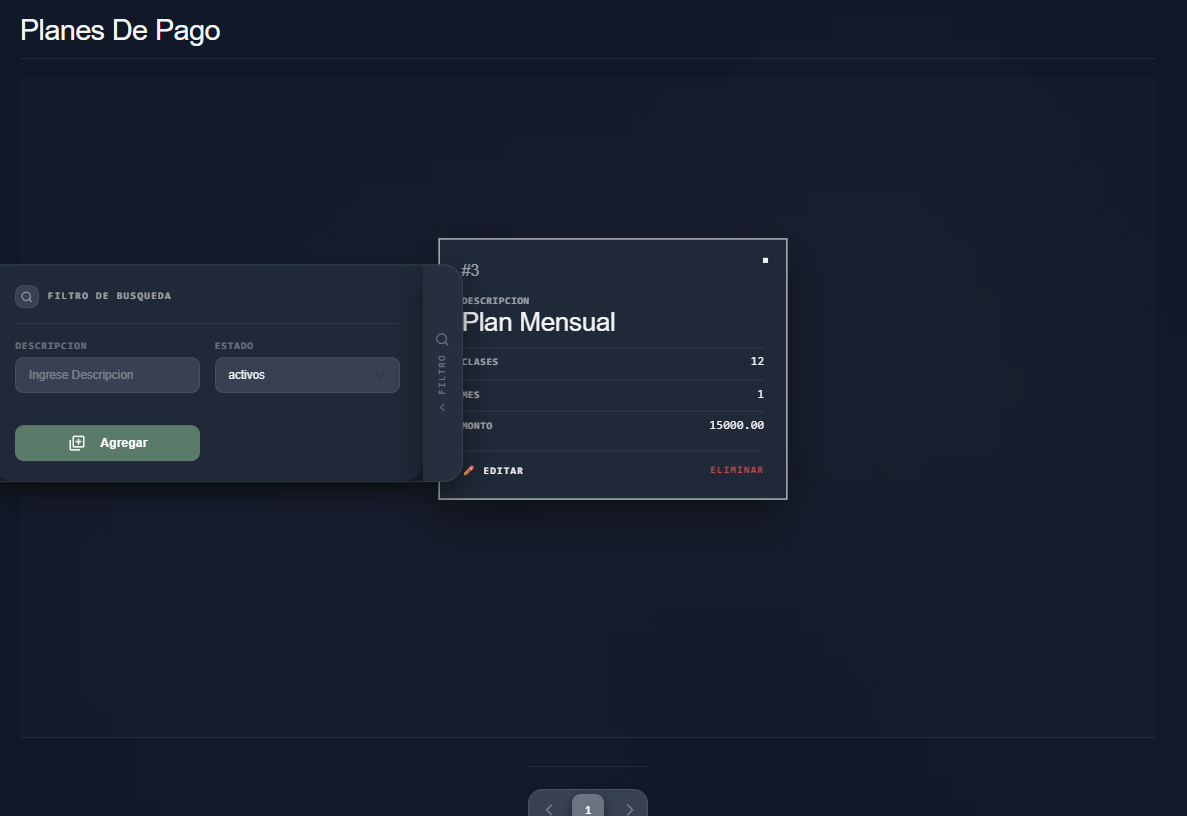 Planes De Pago
FILTRO DE BUSQUEDA
DESCRIPCION
ESTADO
Ingrese Descripcion
activos
Agregar
FILTRO
#3
DESCRIPCION
Plan Mensual
CLASES 12
MES 1
MONTO 15000.00
EDITAR ELIMINAR
1